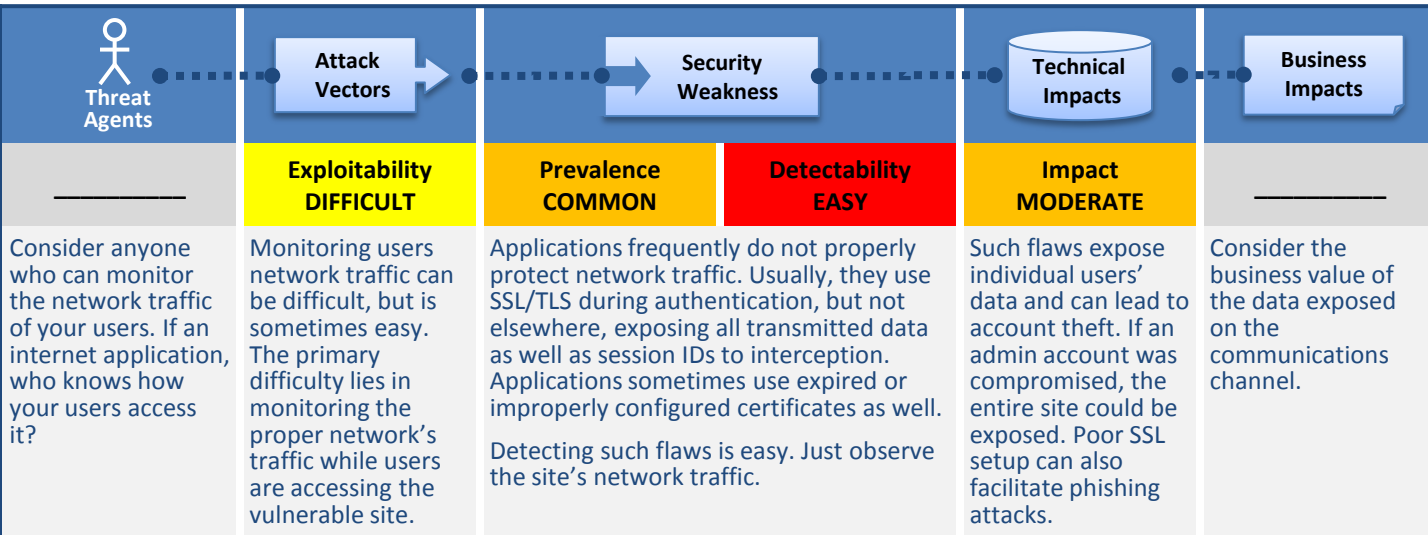 Threat
Agents
Attack
Vectors
Security
Weakness
Technical
Impacts
Business
Impacts
__________
Exploitability
DIFFICULT
Prevalence
COMMON
Detectability
EASY
Impact
MODERATE
__________
Consider anyone
who can monitor
the network traffic
of your users. If an
internet application,
who knows how
your users access
it?
Monitoring users
network traffic can
be difficult, but is
sometimes easy.
The primary
difficulty lies in
monitoring the
proper network’s
traffic while users
are accessing the
vulnerable site.
Applications frequently do not properly
protect network traffic. Usually, they use
SSL/TLS during authentication, but not
elsewhere, exposing all transmitted data
as well as session IDs to interception.
Applications sometimes use expired or
improperly configured certificates as well.
Detecting such flaws is easy. Just observe
the site’s network traffic.
Such flaws expose
individual users’
data and can lead to
account theft. If an
admin account was
compromised, the
entire site could be
exposed. Poor SSL
setup can also
facilitate phishing
attacks.
Consider the
business value of
the data exposed
on the
communications
channel.